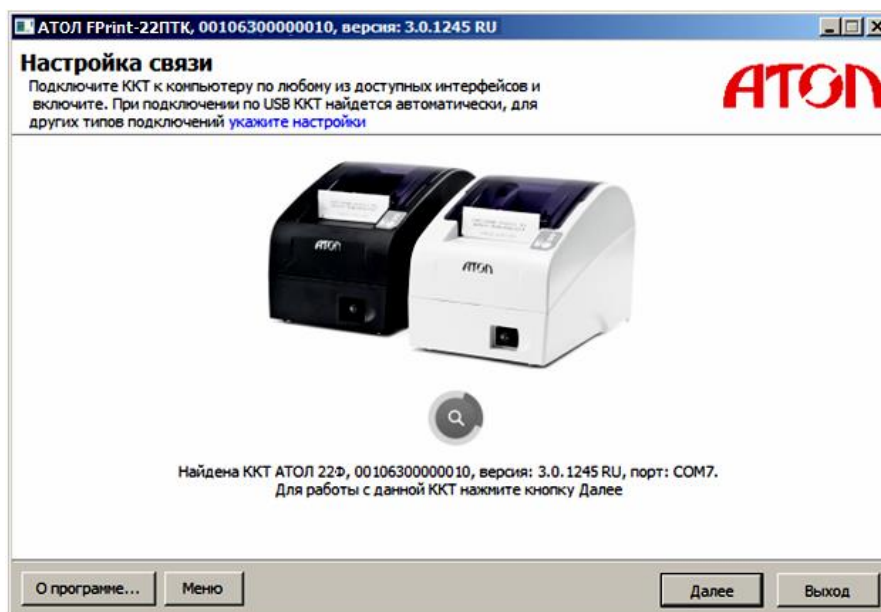 АТОЛ FPrint-22ПТК, 00106300000010, версия: 3.0.1245 RU
Настройка связи
Подключите ККТ к компьютеру по любому из доступных интерфейсов и
включите. При подключении по USB ККТ найдется автоматически, для
других типов подключений укажите настройки
АТОЛ
АТОЛ
АТОЛ
Найдена ККТ АТОЛ 22Ф, 00106300000010, версия: 3.0.1245 RU, порт: COM7.
Для работы с данной ККТ нажмите кнопку Далее
О программе...
Меню
Далее
Выход